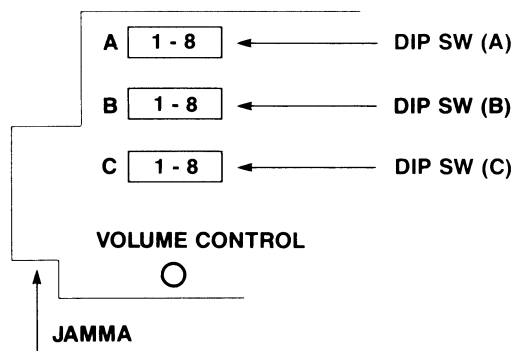 A 1 - 8 DIP SW (A)
B 1 - 8 DIP SW (B)
C 1 - 8 DIP SW (C)
VOLUME CONTROL
JAMMA